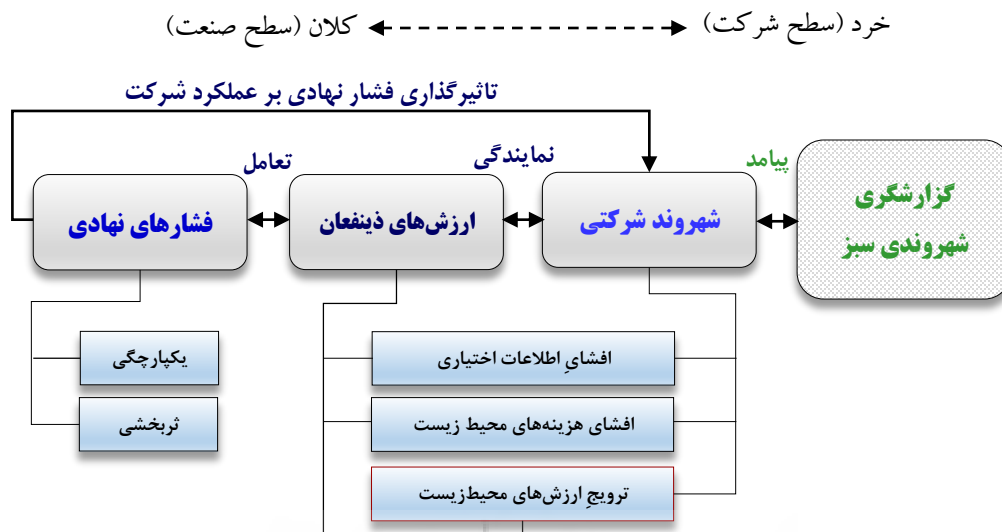 خرد (سطح شرکت)
کلان (سطح صنعت)
تاثیرگذاری فشار نهادی بر عملکرد شرکت
پیامد
نمایندگی
تعامل
گزارشگری
شهروندی سبز
شهروند شرکتی
ارزش‌های ذینفعان
فشارهای نهادی
افشایِ اطلاعات اختیاری
یکپارچگی
افشای هزینه‌های محیط زیست
ثربخشی
ترویجِ ارزش‌های محیط‌زیست